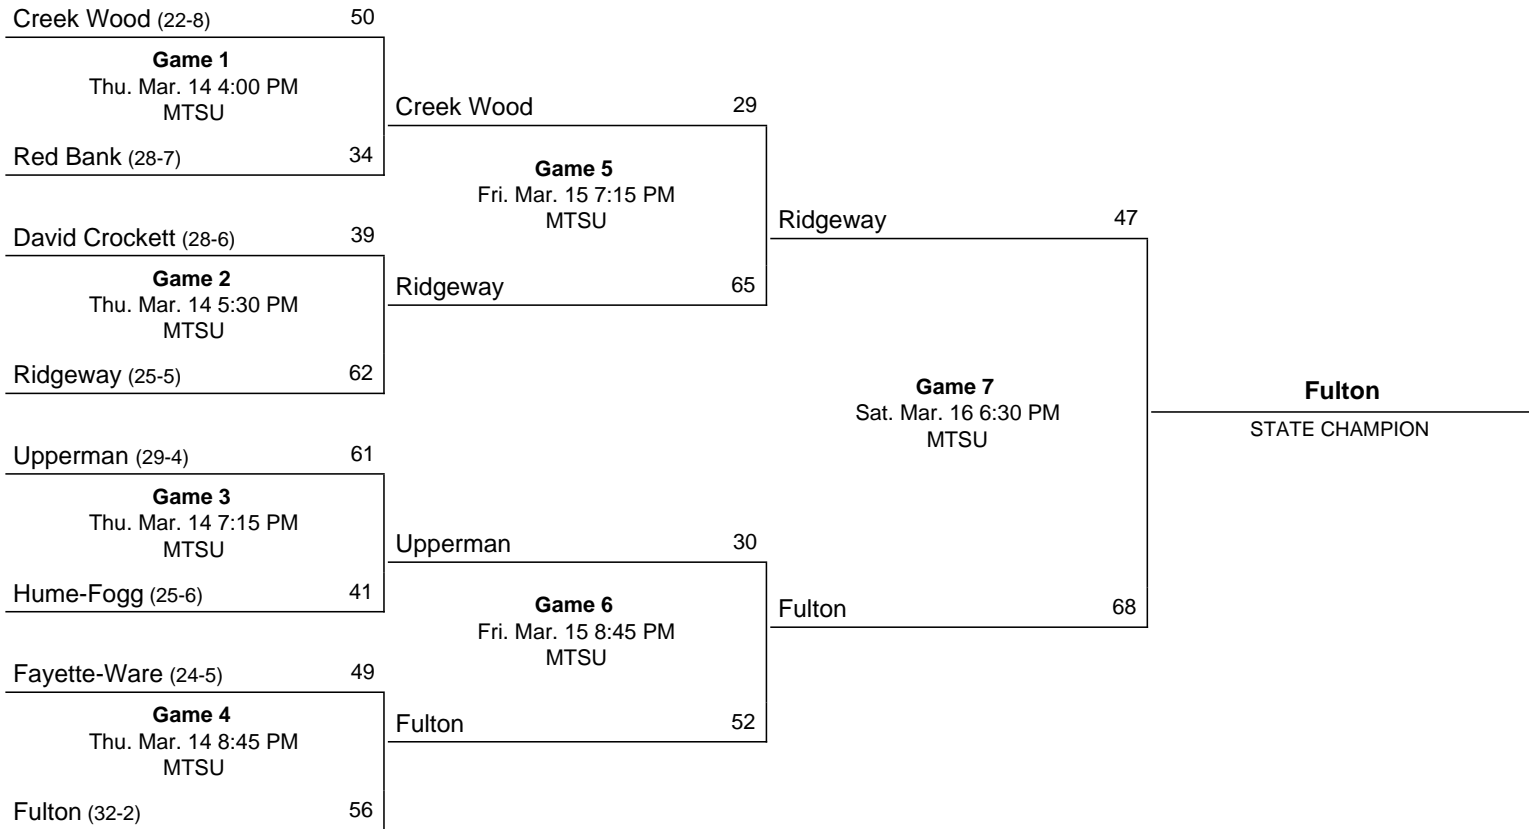 Creek Wood (22-8) 50
Game 1
Thu. Mar. 14 4:00 PM
MTSU
Red Bank (28-7) 34
David Crockett (28-6) 39
Game 2
Thu. Mar. 14 5:30 PM
MTSU
Ridgeway (25-5) 62
Upperman (29-4) 61
Game 3
Thu. Mar. 14 7:15 PM
MTSU
Hume-Fogg (25-6) 41
Fayette-Ware (24-5) 49
Game 4
Thu. Mar. 14 8:45 PM
MTSU
Fulton (32-2) 56
Creek Wood 29
Game 5
Fri. Mar. 15 7:15 PM
MTSU
Ridgeway 65
Upperman 30
Game 6
Fri. Mar. 15 8:45 PM
MTSU
Fulton 52
Ridgeway 47
Game 7
Sat. Mar. 16 6:30 PM
MTSU
Fulton 68
Fulton
STATE CHAMPION